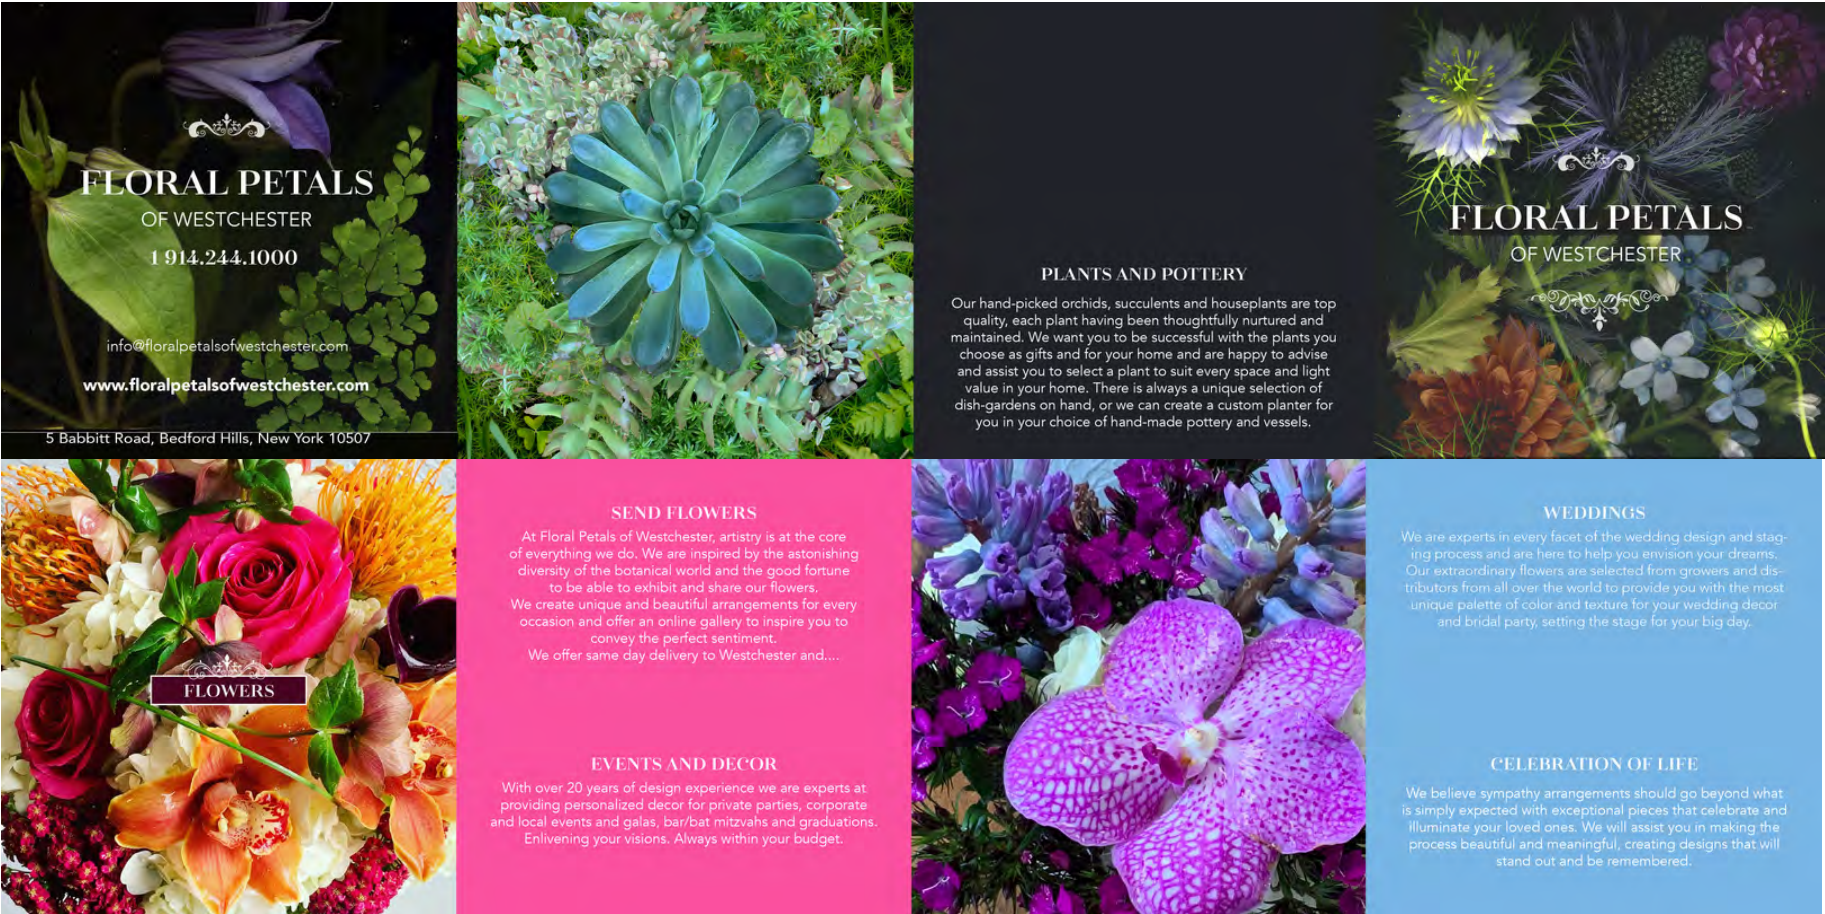 FLORAL PETALS
OF WESTCHESTER
1 914.244.1000
info@floralpetalsofwestchester.com
www.floralpetalsofwestchester.com
5 Babbitt Road, Bedford Hills, New York 10507
PLANTS AND POTTERY
Our hand-picked orchids, succulents and houseplants are top
quality, each plant having been thoughtfully nurtured and
maintained. We want you to be successful with the plants you
choose as gifts and for your home and are happy to advise
and assist you to select a plant to suit every space and light
value in your home. There is always a unique selection of
dish-gardens on hand, or we can create a custom planter for
you in your choice of hand-made pottery and vessels.
FLORAL PETALS
OF WESTCHESTER
FLOWERS
SEND FLOWERS
At Floral Petals of Westchester, artistry is at the core
of everything we do. We are inspired by the astonishing
diversity of the botanical world and the good fortune
to be able to exhibit and share our flowers.
We create unique and beautiful arrangements for every
occasion and offer an online gallery to inspire you to
convey the perfect sentiment.
We offer same day delivery to Westchester and....
EVENTS AND DECOR
With over 20 years of design experience we are experts at
providing personalized decor for private parties, corporate
and local events and galas, bar/bat mitzvahs and graduations.
Enlivening your visions. Always within your budget.
WEDDINGS
We are experts in every facet of the wedding design and stag-
ing process and are here to help you envision your dreams.
Our extraordinary flowers are selected from growers and dis-
tributors from all over the world to provide you with the most
unique palette of color and texture for your wedding decor
and bridal party, setting the stage for your big day.
CELEBRATION OF LIFE
We believe sympathy arrangements should go beyond what
is simply expected with exceptional pieces that celebrate and
illuminate your loved ones. We will assist you in making the
process beautiful and meaningful, creating designs that will
stand out and be remembered.